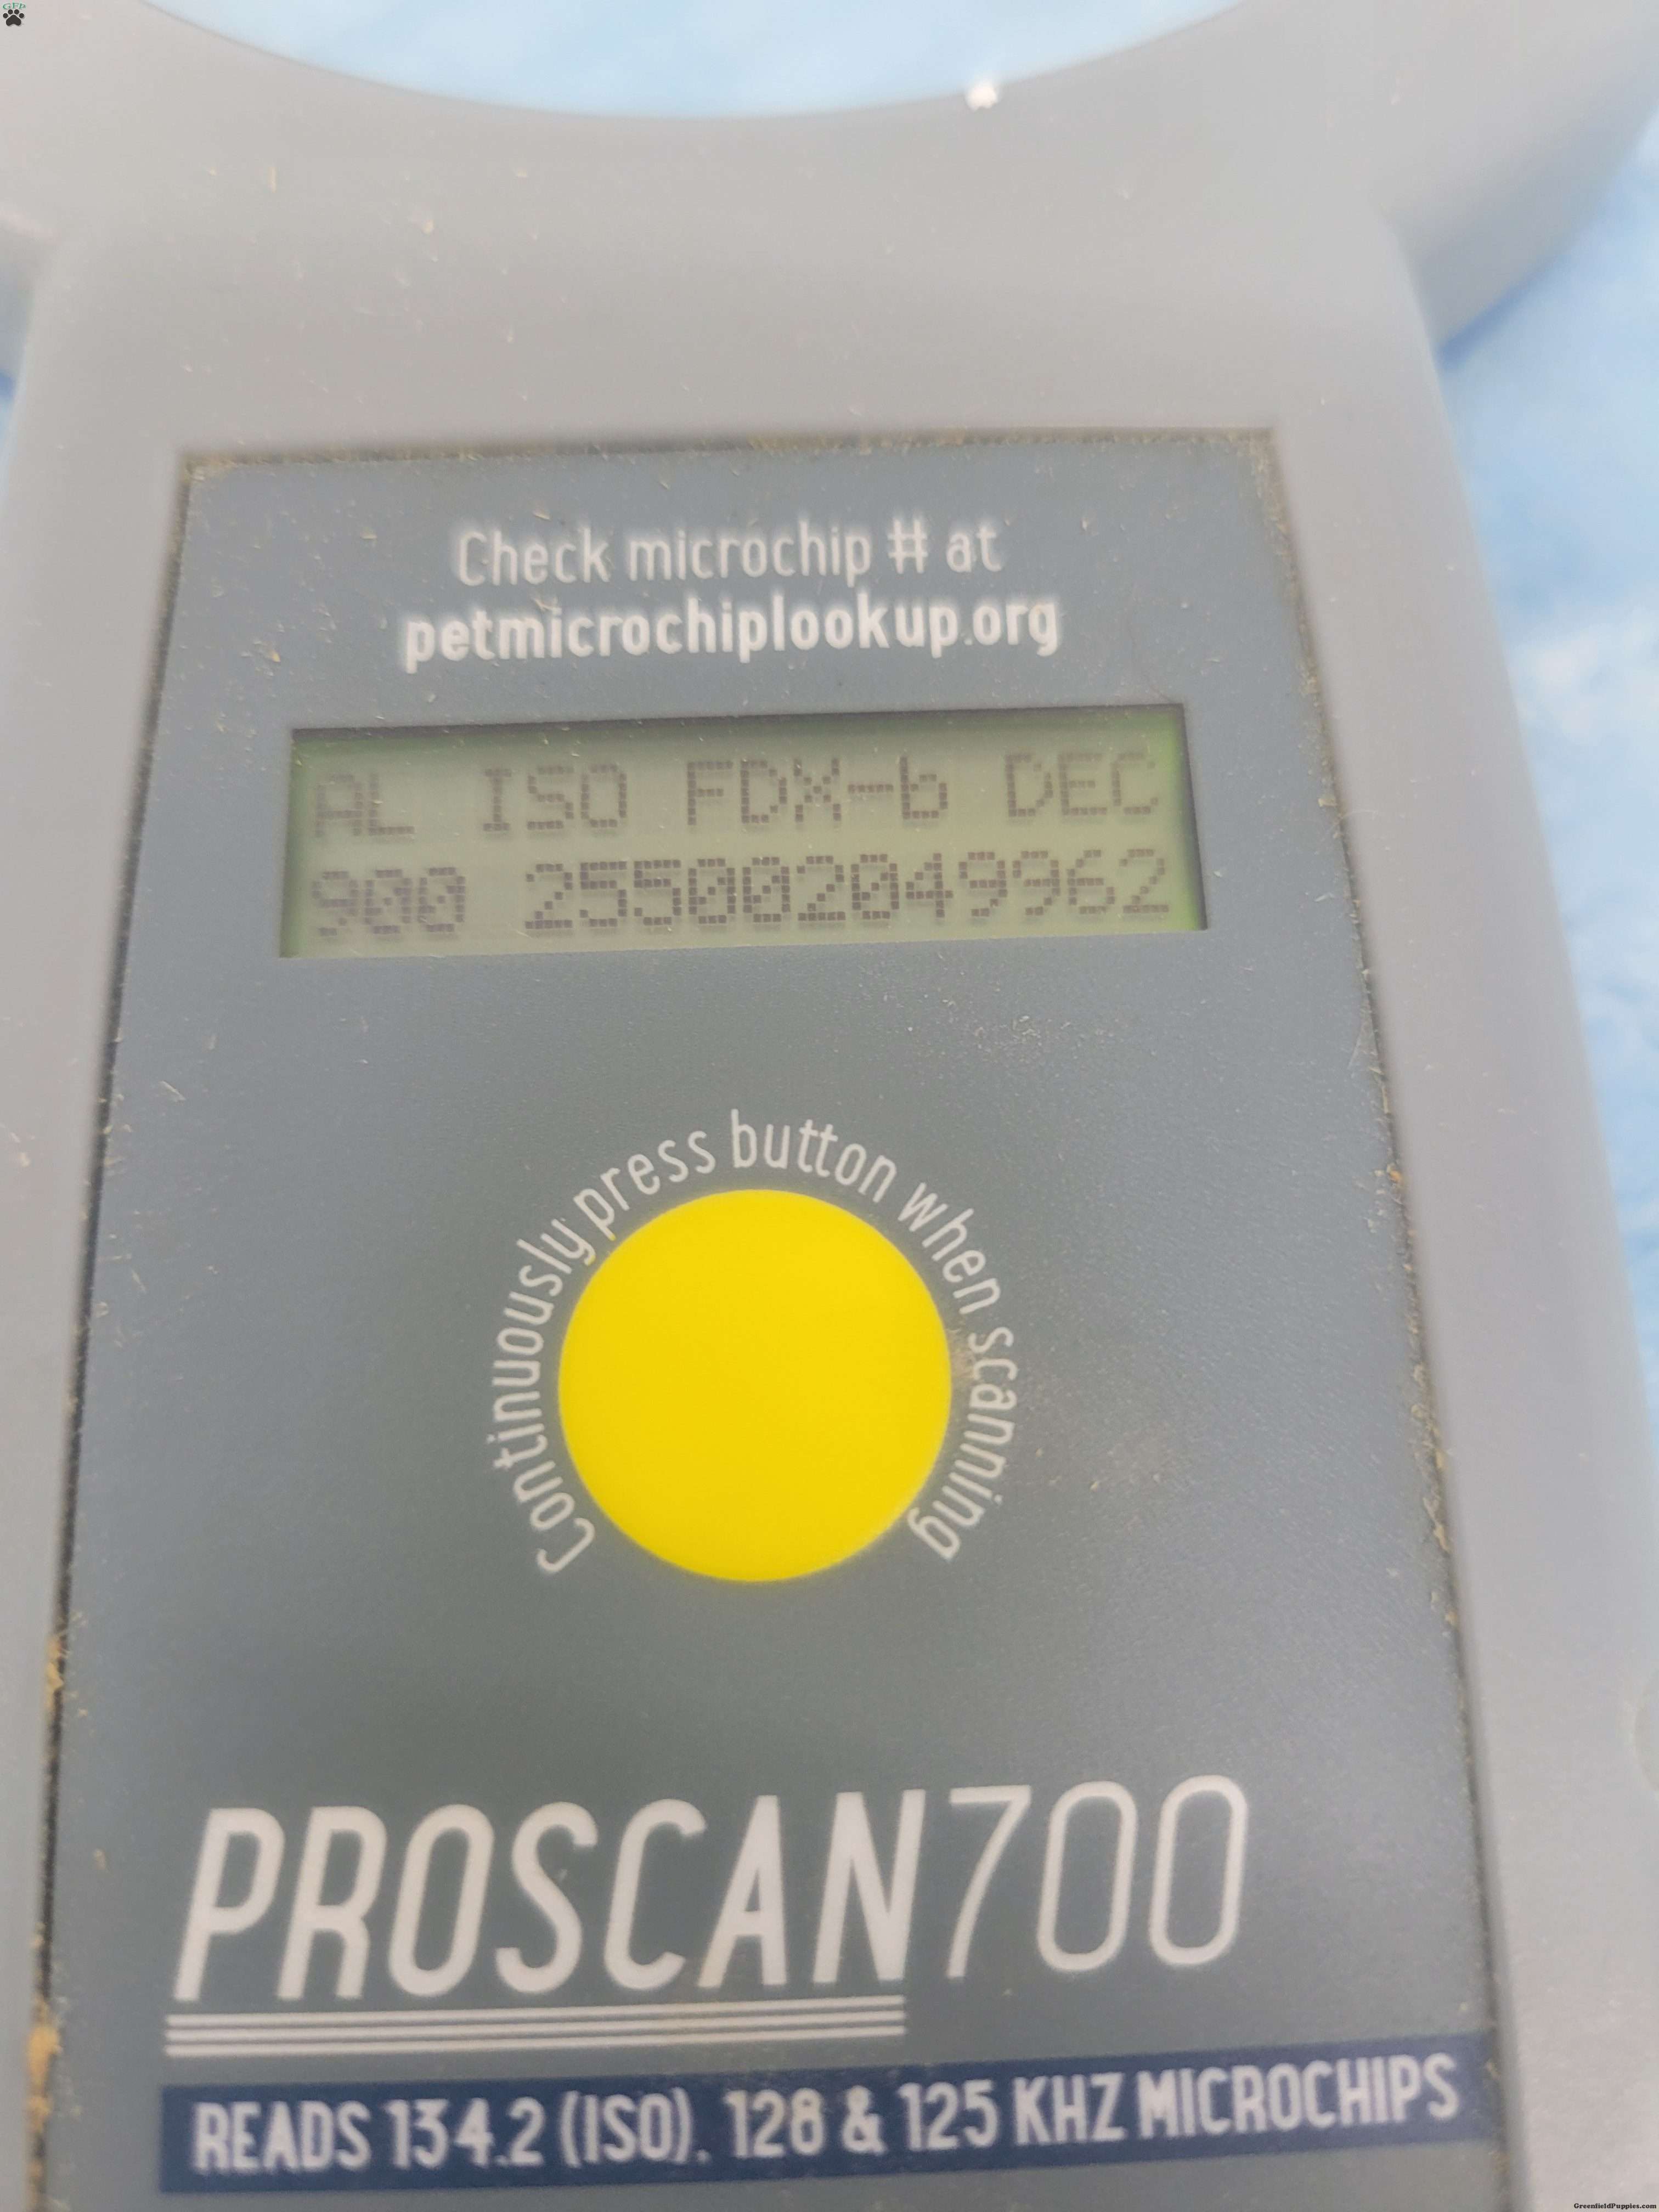 GFP
Check microchip # at
petmicrochiplookup.org
AL ISO FDX-b DEC
900 255002049962
Continuously press button when scanning
PROSCAN700
READS 134.2 (ISO), 128 & 125 KHZ MICROCHIPS
GreenfieldPuppies.com